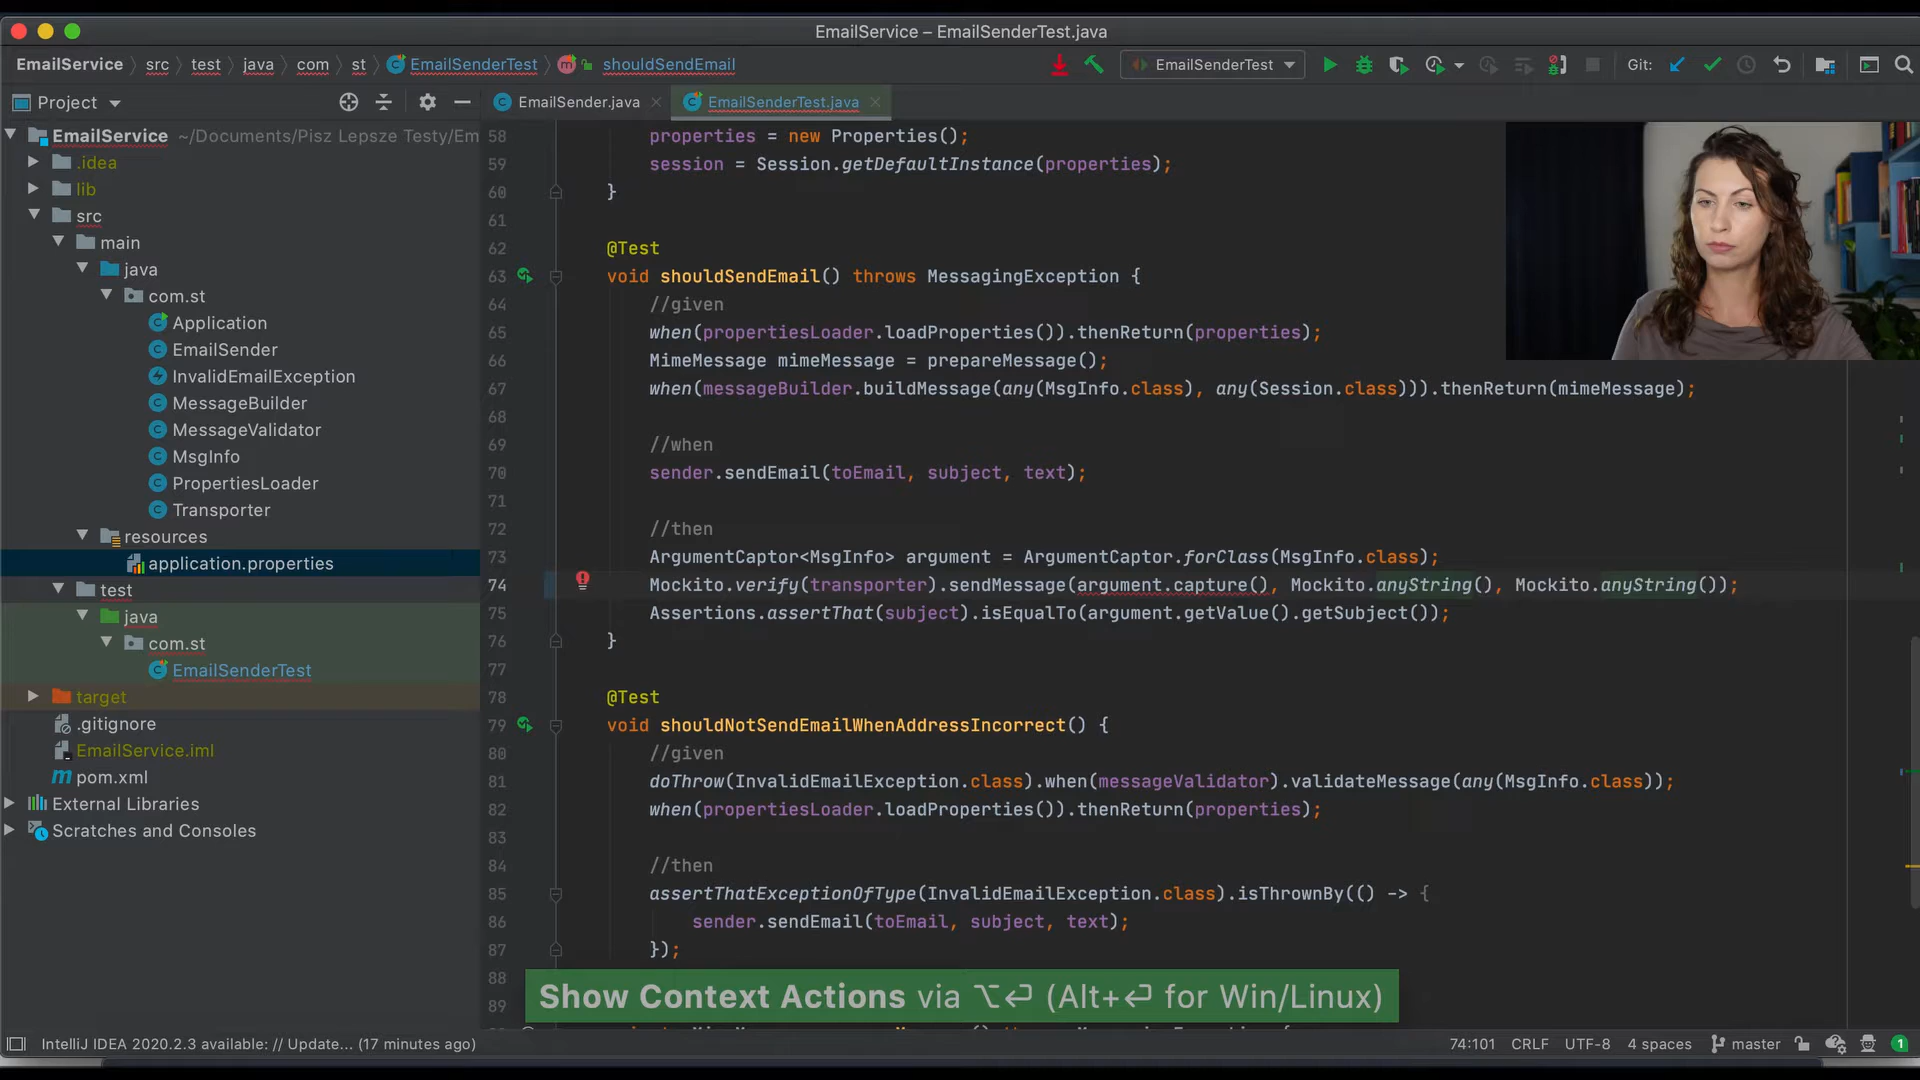 EmailService – EmailSenderTest.java
EmailService › src › test › java › com › st › EmailSenderTest › shouldSendEmail
EmailSenderTest
Git:
Project
EmailSender.java
EmailSenderTest.java
EmailService ~/Documents/Pisz Lepsze Testy/Em
.idea
lib
src
main
java
com.st
Application
EmailSender
InvalidEmailException
MessageBuilder
MessageValidator
MsgInfo
PropertiesLoader
Transporter
resources
application.properties
test
java
com.st
EmailSenderTest
target
.gitignore
EmailService.iml
pom.xml
External Libraries
Scratches and Consoles
58 properties = new Properties();
59 session = Session.getDefaultInstance(properties);
60 }
61
62 @Test
63 void shouldSendEmail() throws MessagingException {
64 //given
65 when(propertiesLoader.loadProperties()).thenReturn(properties);
66 MimeMessage mimeMessage = prepareMessage();
67 when(messageBuilder.buildMessage(any(MsgInfo.class), any(Session.class))).thenReturn(mimeMessage);
68
69 //when
70 sender.sendEmail(toEmail, subject, text);
71
72 //then
73 ArgumentCaptor<MsgInfo> argument = ArgumentCaptor.forClass(MsgInfo.class);
74 Mockito.verify(transporter).sendMessage(argument.capture(), Mockito.anyString(), Mockito.anyString());
75 Assertions.assertThat(subject).isEqualTo(argument.getValue().getSubject());
76 }
77
78 @Test
79 void shouldNotSendEmailWhenAddressIncorrect() {
80 //given
81 doThrow(InvalidEmailException.class).when(messageValidator).validateMessage(any(MsgInfo.class));
82 when(propertiesLoader.loadProperties()).thenReturn(properties);
83
84 //then
85 assertThatExceptionOfType(InvalidEmailException.class).isThrownBy(() -> {
86 sender.sendEmail(toEmail, subject, text);
87 });
88
89
Show Context Actions via ⌥⏎ (Alt+⏎ for Win/Linux)
IntelliJ IDEA 2020.2.3 available: // Update... (17 minutes ago)
74:101 CRLF UTF-8 4 spaces master 1